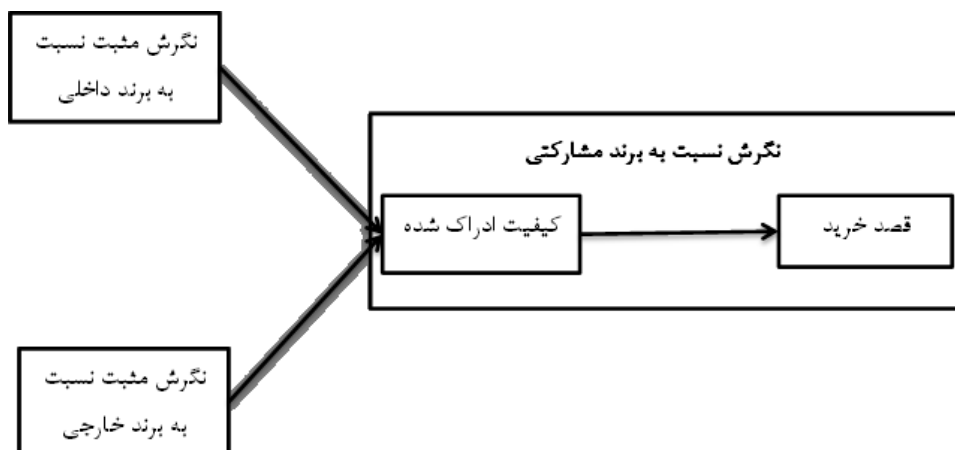 نگرش مثبت نسبت
به برند داخلی
نگرش نسبت به برند مشارکتی
کیفیت ادراک شده
قصد خرید
نگرش مثبت نسبت
به برند خارجی